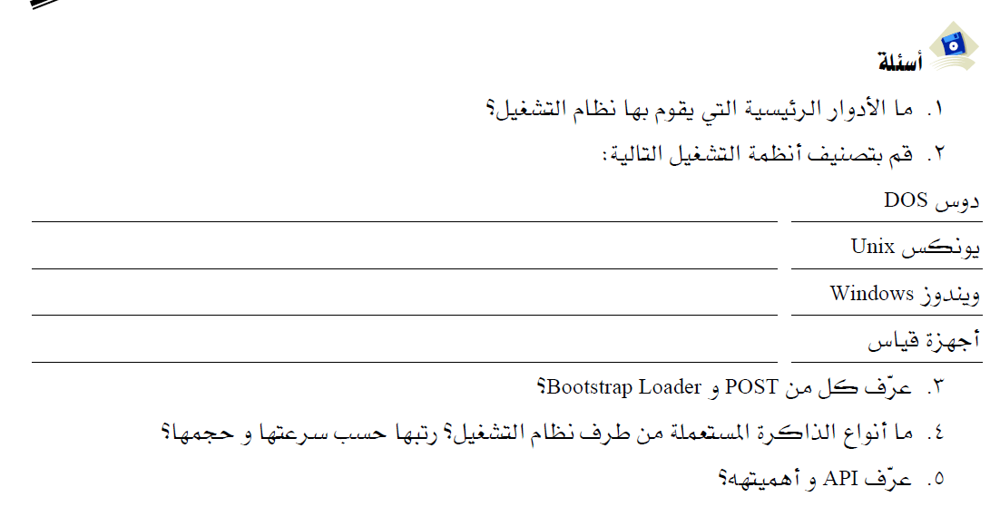 أسئلة
١. ما الأدوار الرئيسية التي يقوم بها نظام التشغيل؟
٢. قم بتصنيف أنظمة التشغيل التالية:
دوس DOS
يونكس Unix
ويندوز Windows
أجهزة قياس
٣. عرّف كل من POST و Bootstrap Loader؟
٤. ما أنواع الذاكرة المستعملة من طرف نظام التشغيل؟ رتبها حسب سرعتها و حجمها؟
٥. عرّف API و أهميتهه؟